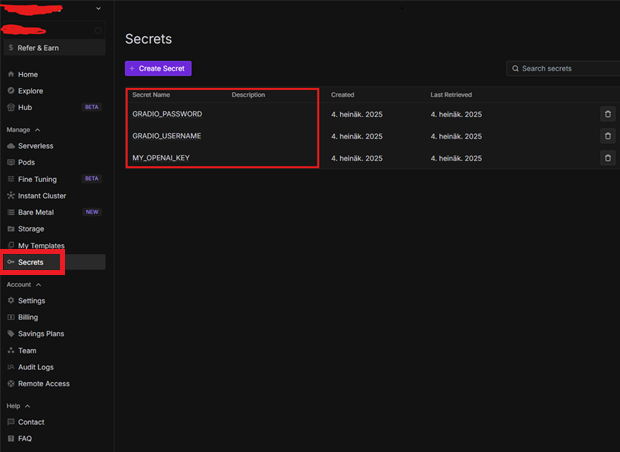 Refer & Earn
Home
Explore
Hub BETA
Manage
Serverless
Pods
Fine Tuning BETA
Instant Cluster
Bare Metal NEW
Storage
My Templates
Secrets
Account
Settings
Billing
Savings Plans
Team
Audit Logs
Remote Access
Help
Contact
FAQ
Secrets
+ Create Secret
Search secrets
Secret Name Description Created Last Retrieved
GRADIO_PASSWORD 4. heinäk. 2025 4. heinäk. 2025
GRADIO_USERNAME 4. heinäk. 2025 4. heinäk. 2025
MY_OPENAI_KEY 4. heinäk. 2025 4. heinäk. 2025